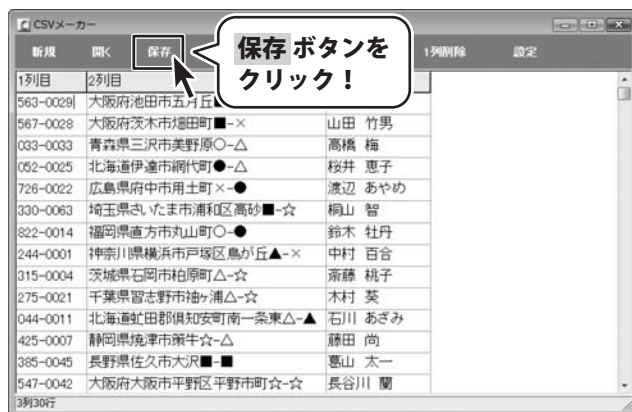 CSVメーカー
新規 開く 保存 1列削除 設定
保存 ボタンを
クリック!
1列目 2列目
563-0029 大阪府池田市五月丘■
567-0028 大阪府茨木市畑田町■-× 山田 竹男
033-0033 青森県三沢市美野原○-△ 高橋 梅
052-0025 北海道伊達市網代町●-△ 桜井 恵子
726-0022 広島県府中市用土町×-● 渡辺 あやめ
330-0063 埼玉県さいたま市浦和区高砂■-☆ 桐山 智
822-0014 福岡県直方市丸山町○-● 鈴木 牡丹
244-0001 神奈川県横浜市戸塚区鳥が丘▲-× 中村 百合
315-0004 茨城県石岡市柏原町△-☆ 斎藤 桃子
275-0021 千葉県習志野市袖ヶ浦△-☆ 木村 葵
044-0011 北海道虻田郡倶知安町南一条東△-▲ 石川 あざみ
425-0007 静岡県焼津市策牛☆-△ 藤田 尚
385-0045 長野県佐久市大沢■-■ 葛山 太一
547-0042 大阪府大阪市平野区平野市町☆-☆ 長谷川 蘭
3列30行